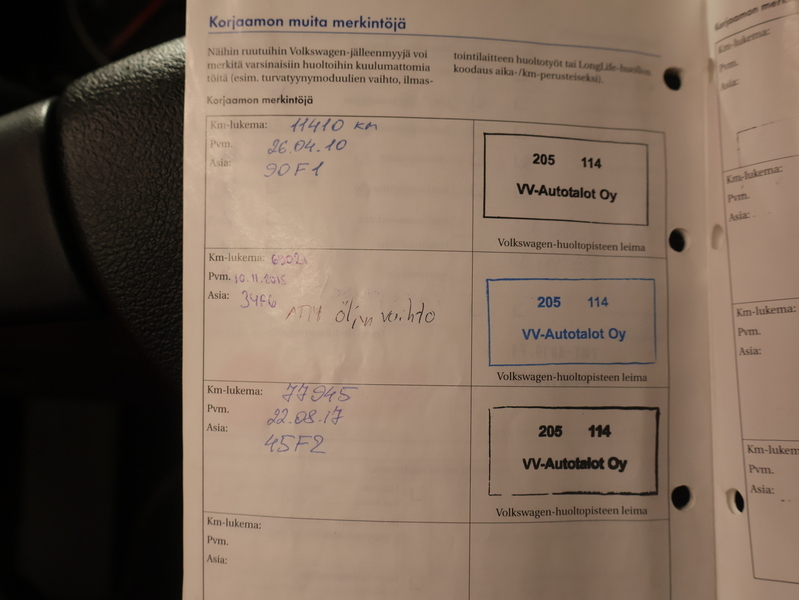 Korjaamon muita merkintöjä
Näihin ruutuihin Volkswagen-jälleenmyyjä voi
merkitä varsinaisiin huoltoihin kuulumattomia
töitä (esim. turvatyynymoduulien vaihto, ilmas-
tointilaitteen huoltotyöt tai LongLife-huollon
koodaus aika-/km-perusteiseksi).
Korjaamon merkintöjä
Km-lukema: 11410 km
Pvm. 26.04.10
Asia: 90F1
205 114
VV-Autotalot Oy
Volkswagen-huoltopisteen leima
Km-lukema:
Pvm. 10.11.2015
Asia: 34F6
öljyn vaihto
205 114
VV-Autotalot Oy
Volkswagen-huoltopisteen leima
Km-lukema: 77945
Pvm. 22.08.17
Asia: 45F2
205 114
VV-Autotalot Oy
Volkswagen-huoltopisteen leima
Km-lukema:
Pvm.
Asia:
Korjaamon
Km-lukema:
Pvm.
Asia:
Km-lukema:
Pvm.
Asia:
Km-lukema:
Pvm.
Asia:
Km-lukem
Pvm.
Asia: